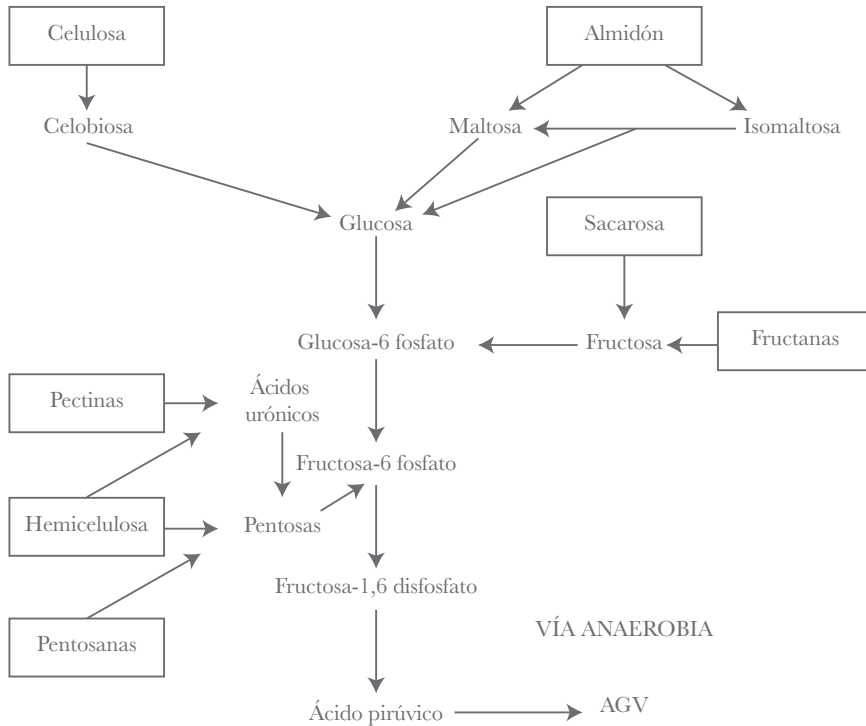 Celulosa
Almidón
Celobiosa
Maltosa
Isomaltosa
Glucosa
Sacarosa
Glucosa-6 fosfato
Fructosa
Fructanas
Pectinas
Ácidos
urónicos
Fructosa-6 fosfato
Hemicelulosa
Pentosas
Fructosa-1,6 disfosfato
Pentosanas
VÍA ANAEROBIA
Ácido pirúvico
AGV